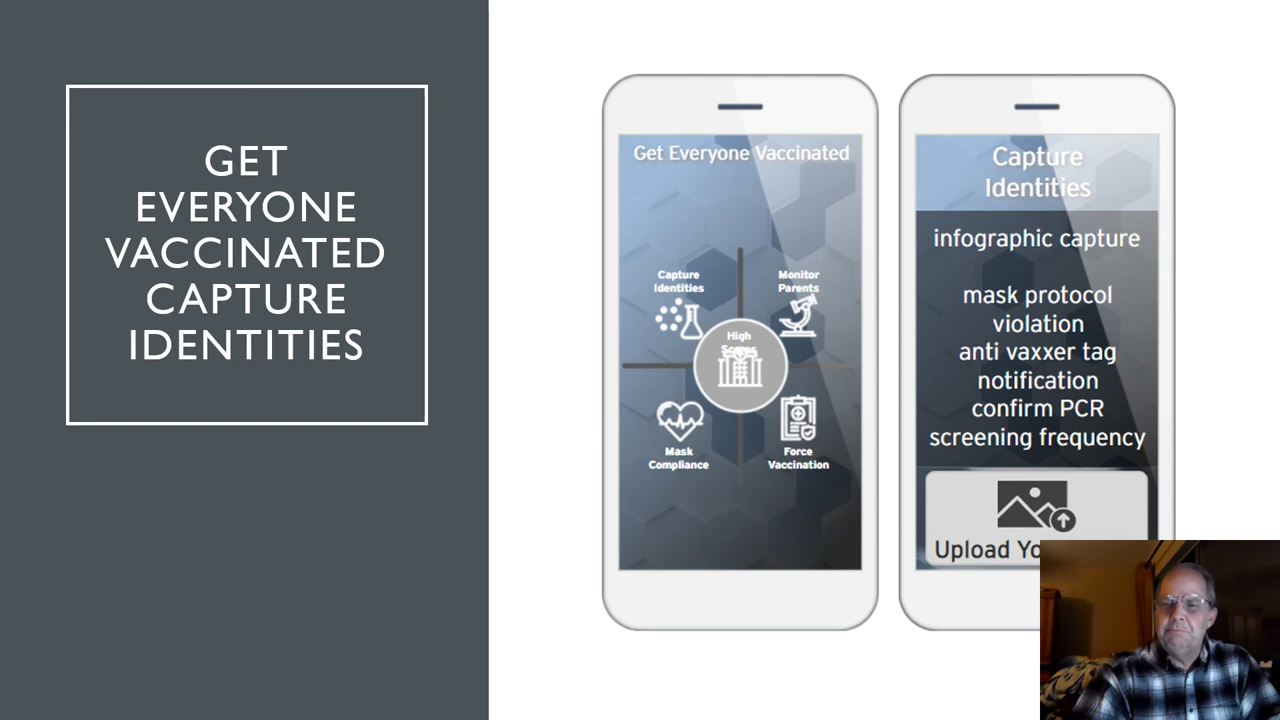 GET
EVERYONE
VACCINATED
CAPTURE
IDENTITIES
Get Everyone Vaccinated
Capture
Identities
Monitor
Parents
High
Mask
Compliance
Force
Vaccination
Capture
Identities
infographic capture
mask protocol
violation
anti vaxxer tag
notification
confirm PCR
screening frequency
Upload